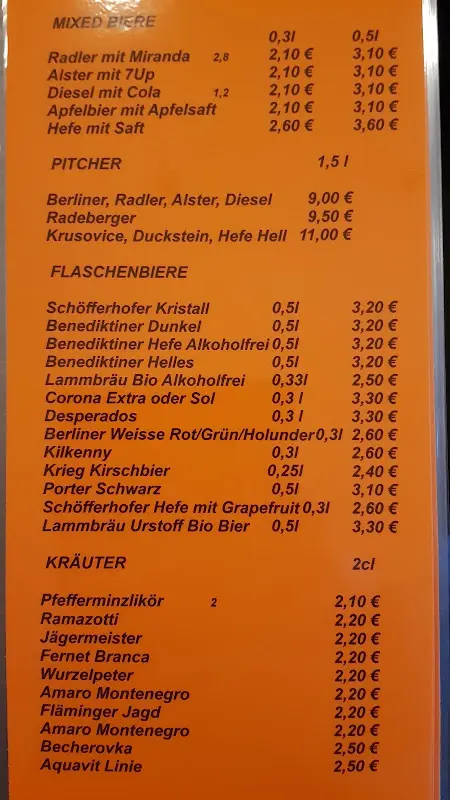 MIXED BIERE
0,3l 0,5l
Radler mit Miranda 2,8 2,10 € 3,10 €
Alster mit 7Up 2,10 € 3,10 €
Diesel mit Cola 1,2 2,10 € 3,10 €
Apfelbier mit Apfelsaft 2,10 € 3,10 €
Hefe mit Saft 2,60 € 3,60 €
PITCHER 1,5 l
Berliner, Radler, Alster, Diesel 9,00 €
Radeberger 9,50 €
Krusovice, Duckstein, Hefe Hell 11,00 €
FLASCHENBIERE
Schöfferhofer Kristall 0,5l 3,20 €
Benediktiner Dunkel 0,5l 3,20 €
Benediktiner Hefe Alkoholfrei 0,5l 3,20 €
Benediktiner Helles 0,5l 3,20 €
Lammbräu Bio Alkoholfrei 0,33l 2,50 €
Corona Extra oder Sol 0,3 l 3,30 €
Desperados 0,3 l 3,30 €
Berliner Weisse Rot/Grün/Holunder 0,3l 2,60 €
Kilkenny 0,3l 2,60 €
Krieg Kirschbier 0,25l 2,40 €
Porter Schwarz 0,5l 3,10 €
Schöfferhofer Hefe mit Grapefruit 0,3l 2,60 €
Lammbräu Urstoff Bio Bier 0,5l 3,30 €
KRÄUTER 2cl
Pfefferminzlikör 2 2,10 €
Ramazotti 2,20 €
Jägermeister 2,20 €
Fernet Branca 2,20 €
Wurzelpeter 2,20 €
Amaro Montenegro 2,20 €
Fläminger Jagd 2,20 €
Amaro Montenegro 2,20 €
Becherovka 2,50 €
Aquavit Linie 2,50 €